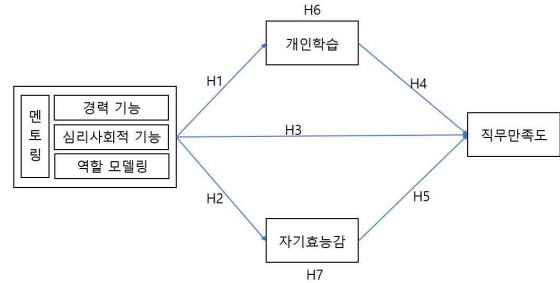 H6
개인학습
H1
H4
멘토링
경력 기능
심리사회적 기능
역할 모델링
H3
직무만족도
H2
H5
자기효능감
H7